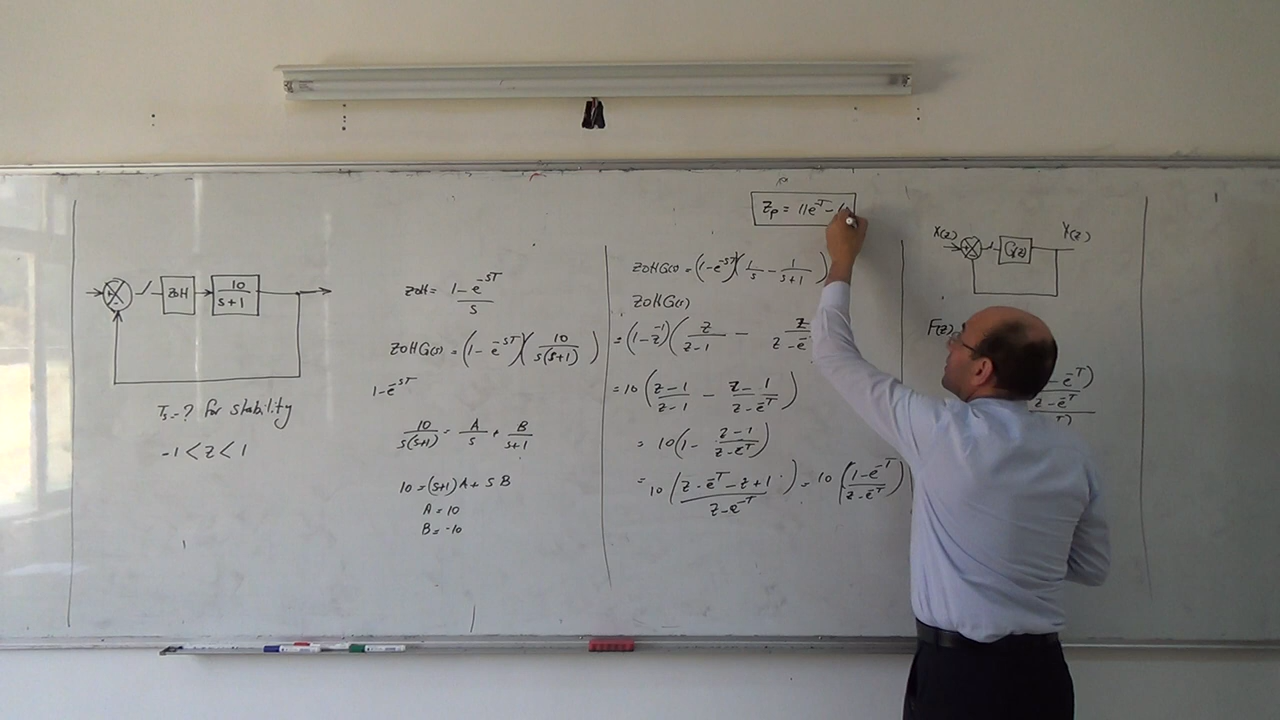 ZOH
10
s+1
Ts = ? for stability
-1 < z < 1
ZOH = 1 - e^-ST / s
ZOHG(s) = (1 - e^-ST)(10 / s(s+1))
1 - e^-ST
10 / s(s+1) = A / s + B / s+1
10 = (s+1)A + sB
A = 10
B = -10
Zp = 11e^-T - 1
ZOHG(s) = (1 - e^-ST)(1/s - 1/s+1)
ZOHG(s)
= (1 - z^-1)(z / z-1 - z / z - e^-
= 10 (z-1 / z-1 - z-1 / z-e^-T)
= 10 (1 - z-1 / z-e^-T)
= 10 (z - e^-T - z + 1 / z - e^-T) = 10 (1 - e^-T / z - e^-T)
X(z) G(z) Y(z)
F(z)
- e^-T)
z - e^-T